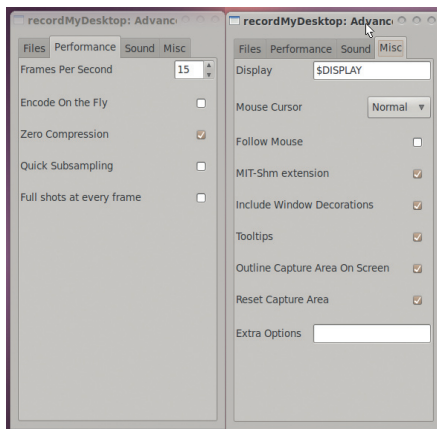 recordMyDesktop: Advanc
Files Performance Sound Misc
Frames Per Second 15
Encode On the Fly
Zero Compression
Quick Subsampling
Full shots at every frame
recordMyDesktop: Advanc
Files Performance Sound Misc
Display $DISPLAY
Mouse Cursor Normal
Follow Mouse
MIT-Shm extension
Include Window Decorations
Tooltips
Outline Capture Area On Screen
Reset Capture Area
Extra Options